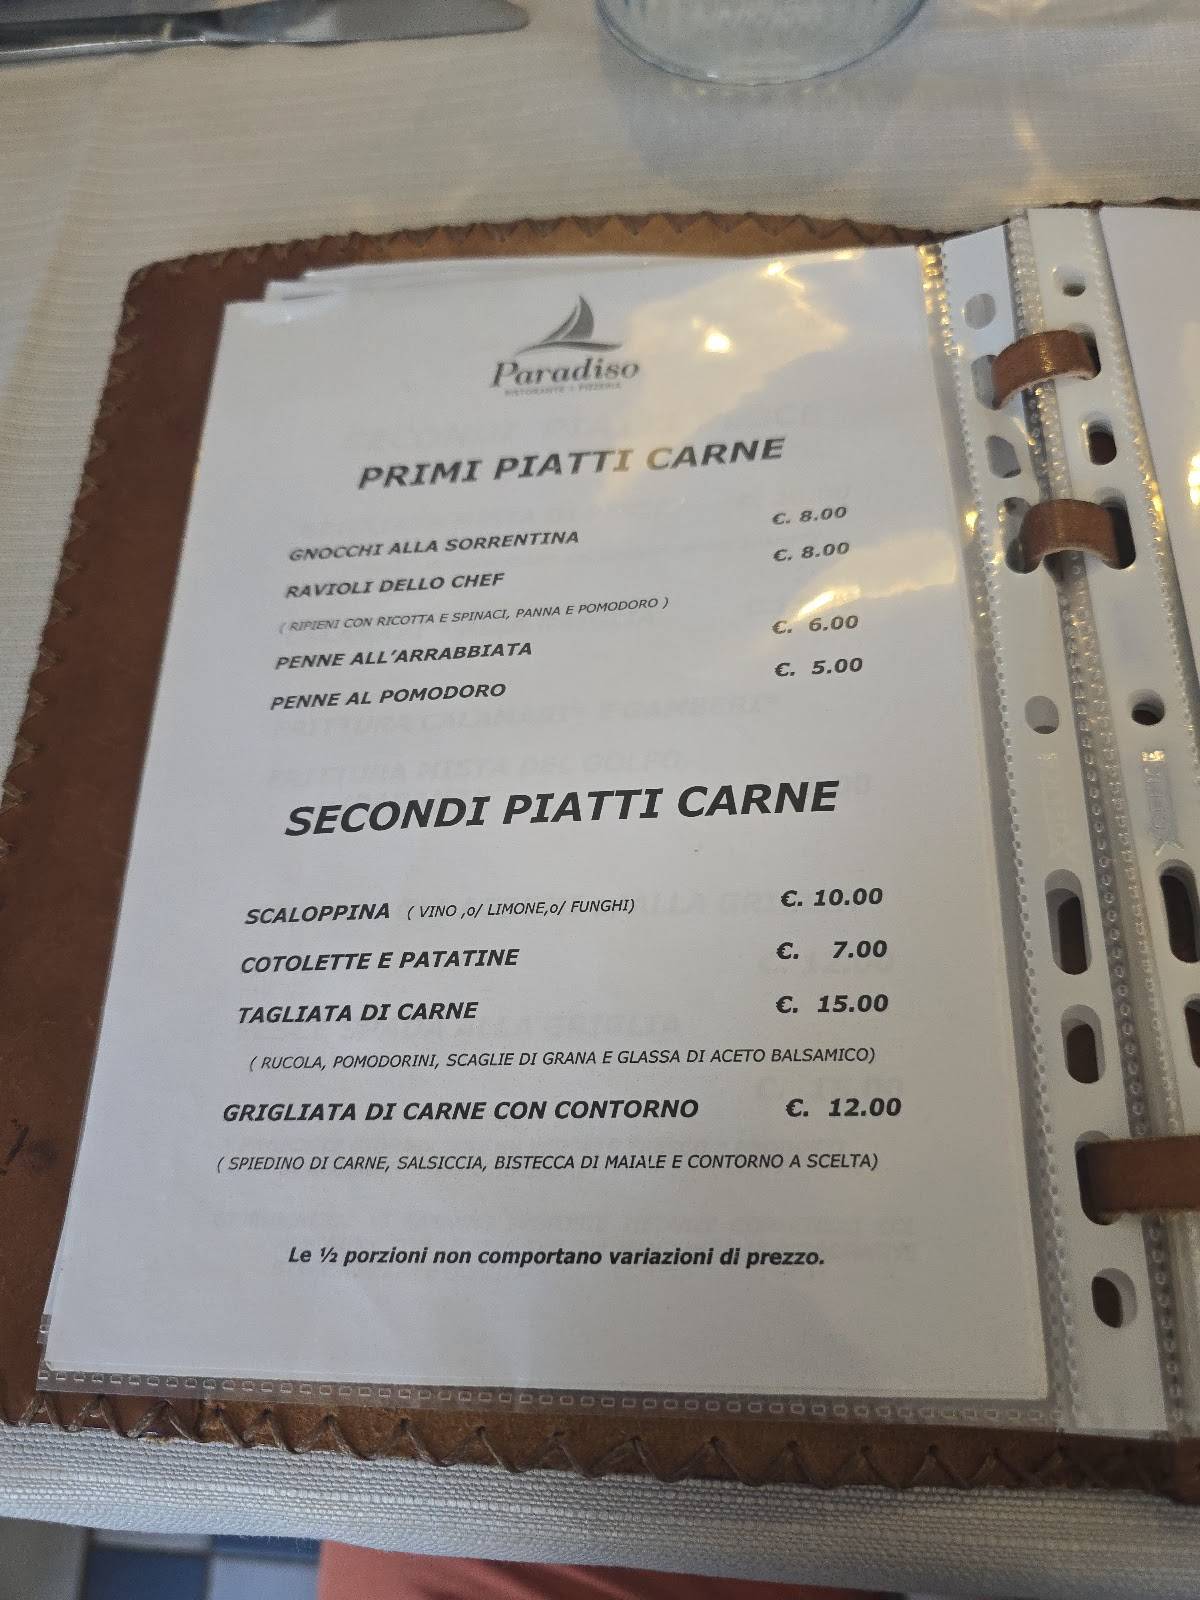 Paradiso
RISTORANTE - PIZZERIA
PRIMI PIATTI CARNE
GNOCCHI ALLA SORRENTINA €. 8.00
RAVIOLI DELLO CHEF €. 8.00
( RIPIENI CON RICOTTA E SPINACI, PANNA E POMODORO )
PENNE ALL'ARRABBIATA €. 6.00
PENNE AL POMODORO €. 5.00
SECONDI PIATTI CARNE
SCALOPPINA ( VINO ,o/ LIMONE,o/ FUNGHI) €. 10.00
COTOLETTE E PATATINE €. 7.00
TAGLIATA DI CARNE €. 15.00
( RUCOLA, POMODORINI, SCAGLIE DI GRANA E GLASSA DI ACETO BALSAMICO)
GRIGLIATA DI CARNE CON CONTORNO €. 12.00
( SPIEDINO DI CARNE, SALSICCIA, BISTECCA DI MAIALE E CONTORNO A SCELTA)
Le ½ porzioni non comportano variazioni di prezzo.